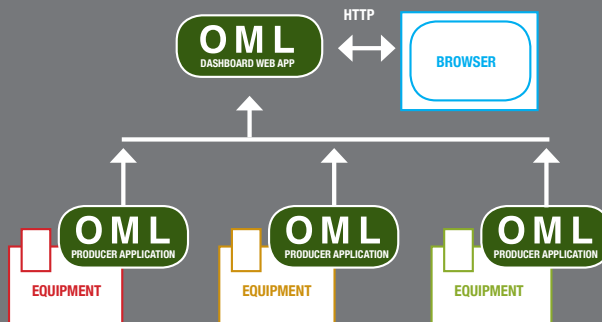 HTTP
OML
DASHBOARD WEB APP
BROWSER
OML
PRODUCER APPLICATION
OML
PRODUCER APPLICATION
OML
PRODUCER APPLICATION
EQUIPMENT
EQUIPMENT
EQUIPMENT